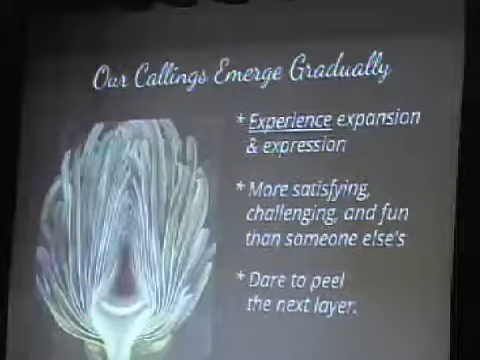 Our Callings Emerge Gradually
* Experience expansion
& expression
* More satisfying,
challenging, and fun
than someone else's
* Dare to peel
the next layer.